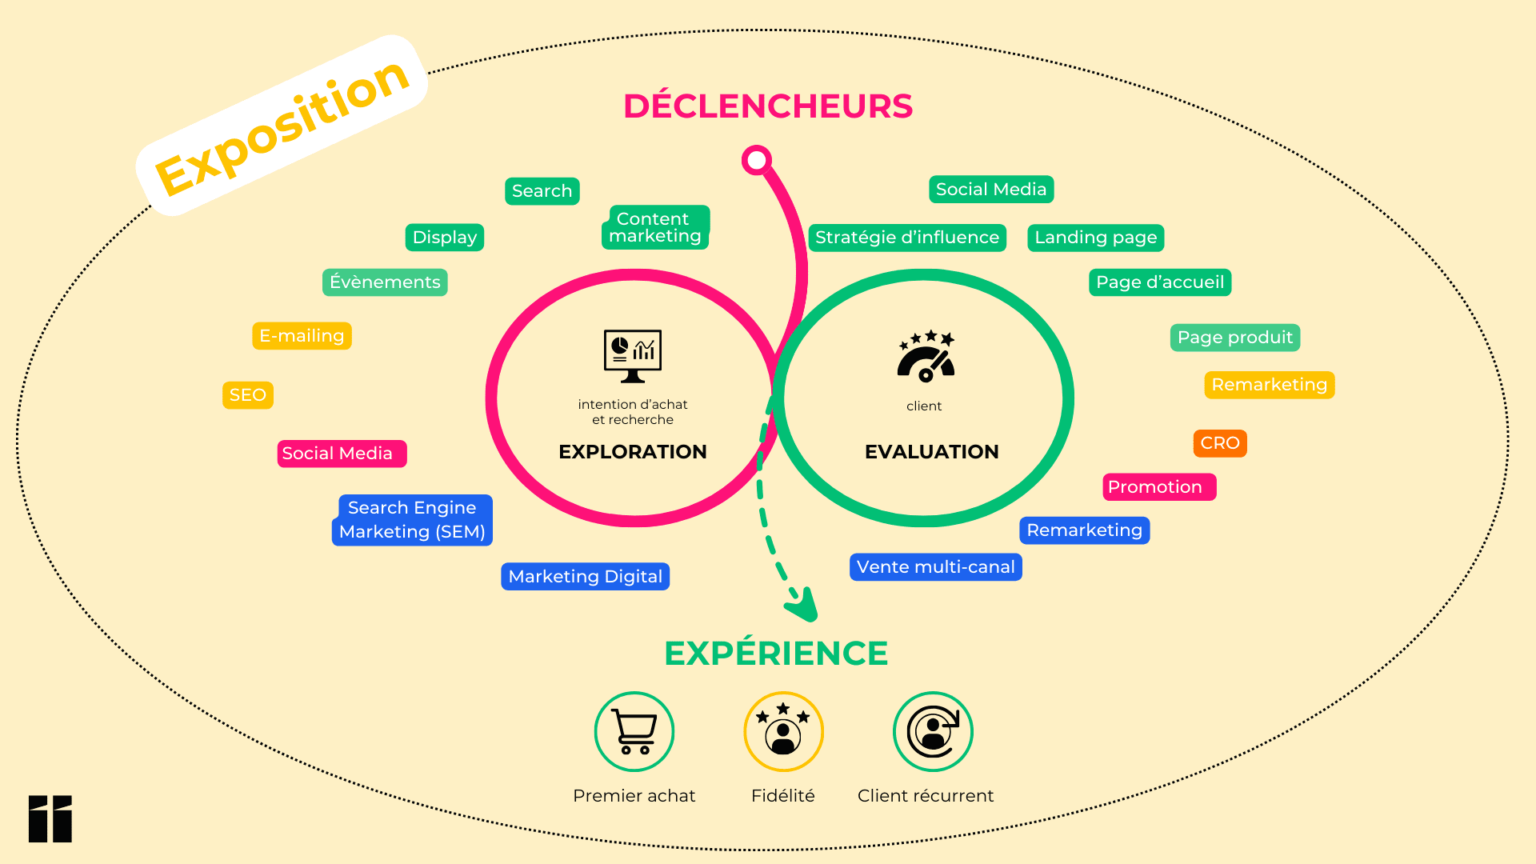 Exposition
DÉCLENCHEURS
Search
Content
marketing
Display
Évènements
E-mailing
SEO
Social Media
Search Engine
Marketing (SEM)
Marketing Digital
Social Media
Stratégie d’influence
Landing page
Page d’accueil
Page produit
Remarketing
CRO
Promotion
Remarketing
Vente multi-canal
intention d’achat
et recherche
EXPLORATION
client
EVALUATION
EXPÉRIENCE
Premier achat
Fidélité
Client récurrent